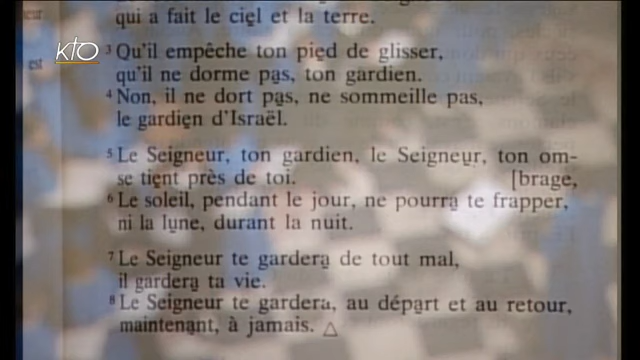 qui a fait le ciel et la terre.
KTO
3 Qu'il empêche ton pied de glisser,
est
qu'il ne dorme pas, ton gardien.
4 Non, il ne dort pas, ne sommeille pas,
le gardien d'Israël.
5 Le Seigneur, ton gardien, le Seigneur, ton om-
se tient près de toi. [brage,
6 Le soleil, pendant le jour, ne pourra te frapper,
ni la lune, durant la nuit.
7 Le Seigneur te gardera de tout mal,
il gardera ta vie.
8 Le Seigneur te gardera, au départ et au retour,
maintenant, à jamais. △